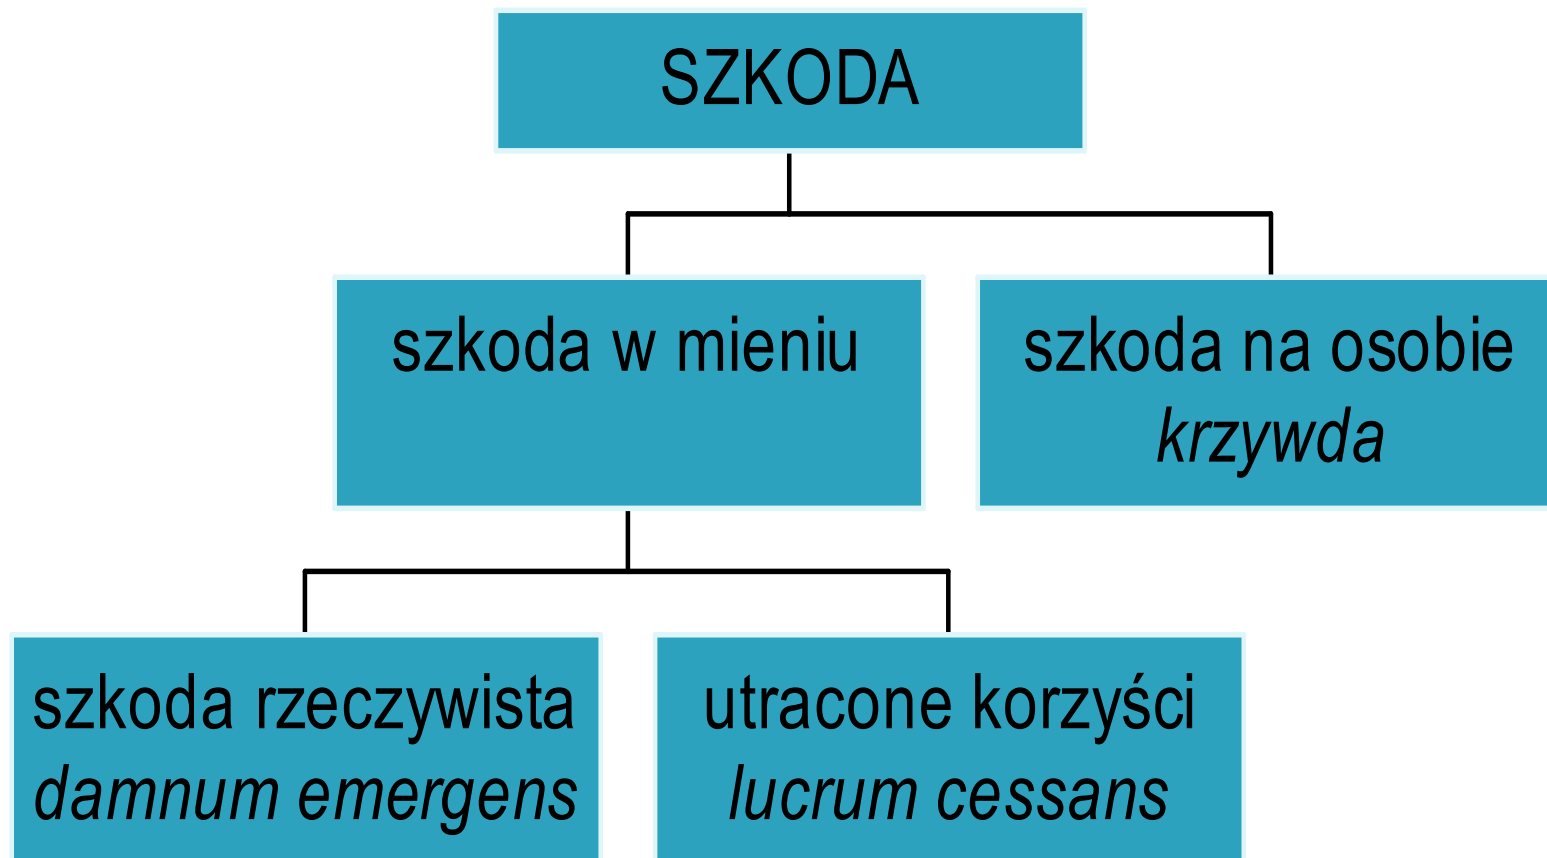 SZKODA
szkoda w mieniu
szkoda na osobie
krzywda
szkoda rzeczywista
damnum emergens
utracone korzyści
lucrum cessans